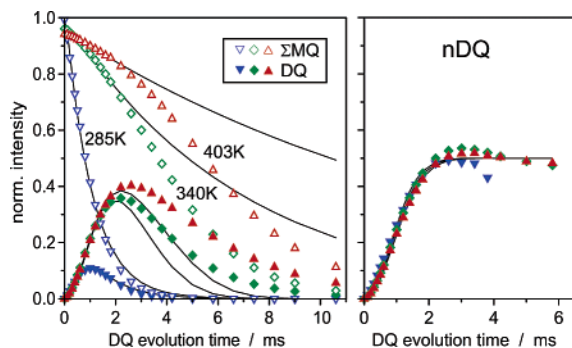 norm. intensity
1.0
0.8
0.6
0.4
0.2
0.0
ΣMQ
DQ
285K
403K
340K
0 2 4 6 8 10
DQ evolution time / ms
nDQ
0 2 4 6
DQ evolution time / ms